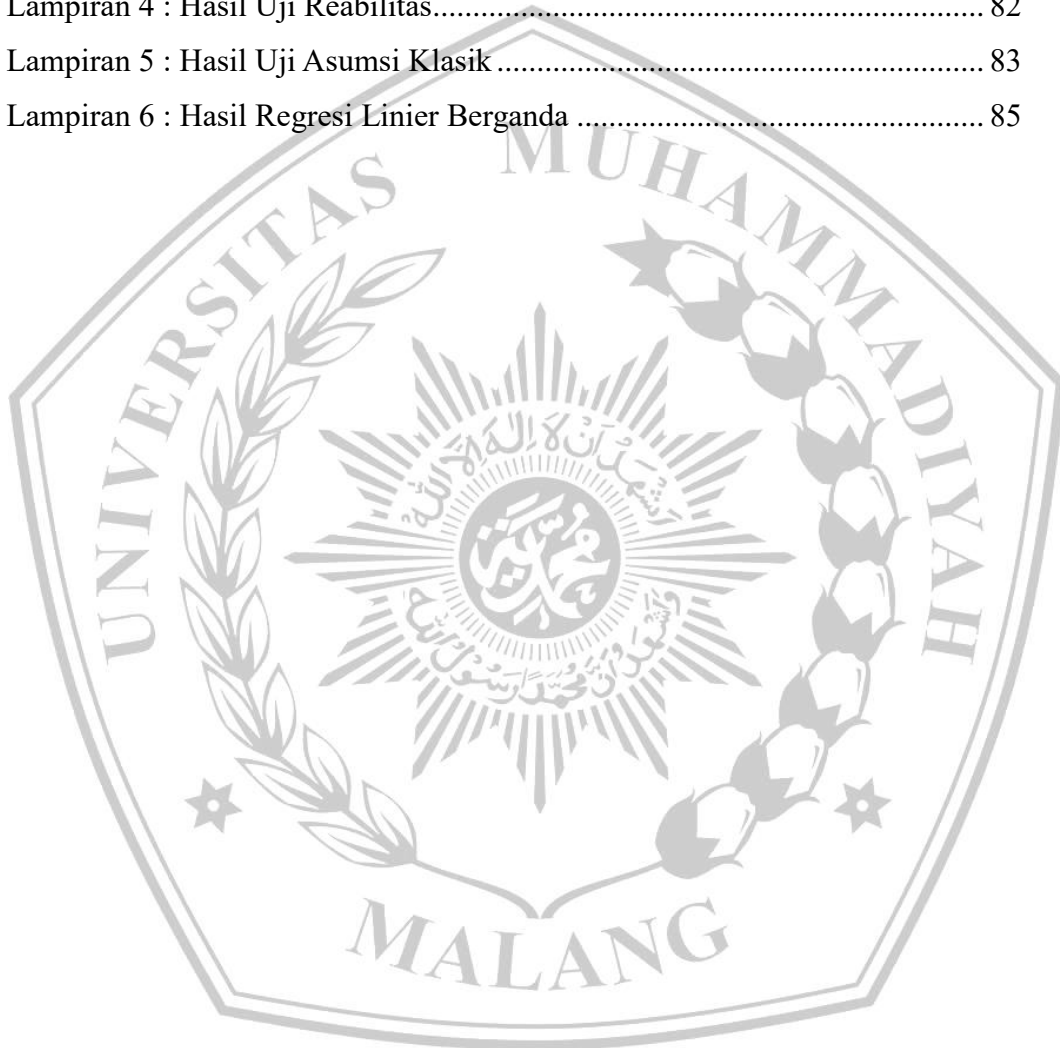 Lampiran 4 : Hasil Uji Reabilitas....................................................................... 82
Lampiran 5 : Hasil Uji Asumsi Klasik ............................................................. 83
Lampiran 6 : Hasil Regresi Linier Berganda ................................................... 85
UNIVERSITAS MUHAMMADIYAH
MALANG